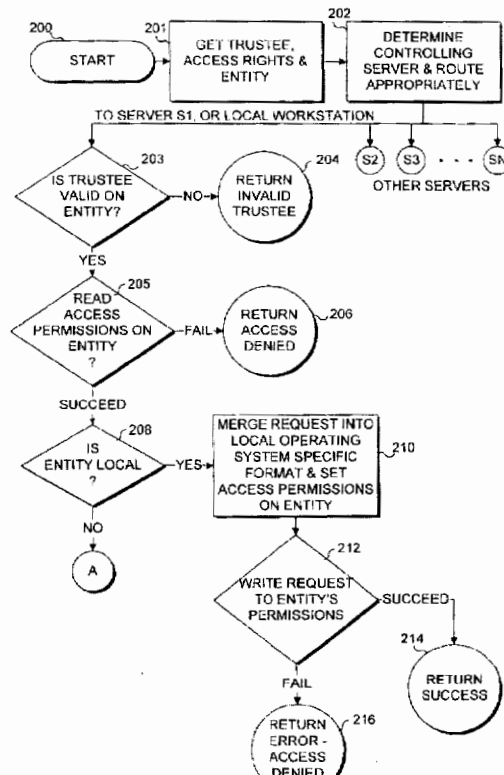 200
START
201
GET TRUSTEE,
ACCESS RIGHTS &
ENTITY
202
DETERMINE
CONTROLLING
SERVER & ROUTE
APPROPRIATELY
TO SERVER S1, OR LOCAL WORKSTATION
S2
S3
SN
OTHER SERVERS
203
IS TRUSTEE
VALID ON
ENTITY?
NO
204
RETURN
INVALID
TRUSTEE
YES
205
READ
ACCESS
PERMISSIONS ON
ENTITY
?
FAIL
206
RETURN
ACCESS
DENIED
SUCCEED
208
IS
ENTITY LOCAL
?
YES
MERGE REQUEST INTO
LOCAL OPERATING
SYSTEM SPECIFIC
FORMAT & SET
ACCESS PERMISSIONS
ON ENTITY
210
NO
A
212
WRITE REQUEST
TO ENTITY'S
PERMISSIONS
SUCCEED
214
RETURN
SUCCESS
FAIL
216
RETURN
ERROR -
ACCESS
DENIED